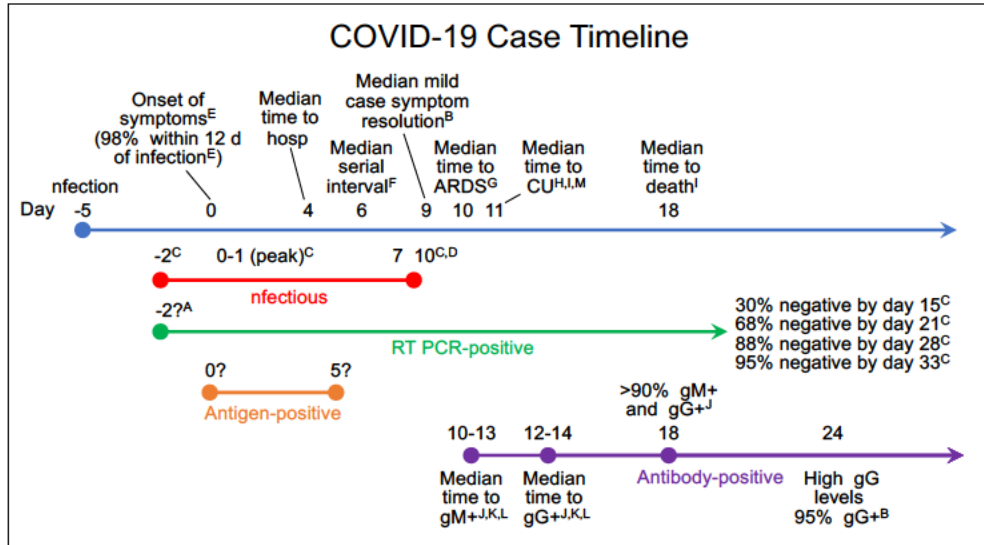 COVID-19 Case Timeline
Onset of
symptomsE
(98% within 12 d
of infectionE)
Median
time to
hosp
Median mild
case symptom
resolutionB
Median
serial
intervalF
Median
time to
ARDSG
Median
time to
CUH,I,M
Median
time to
deathI
nfection
Day -5 0 4 6 9 10 11 18
-2C 0-1 (peak)C 7 10C,D
nfectious
-2?A
RT PCR-positive
30% negative by day 15C
68% negative by day 21C
88% negative by day 28C
95% negative by day 33C
0? 5?
Antigen-positive
>90% gM+
and gG+J
10-13 12-14 18 24
Antibody-positive
Median
time to
gM+J,K,L
Median
time to
gG+J,K,L
High gG
levels
95% gG+B